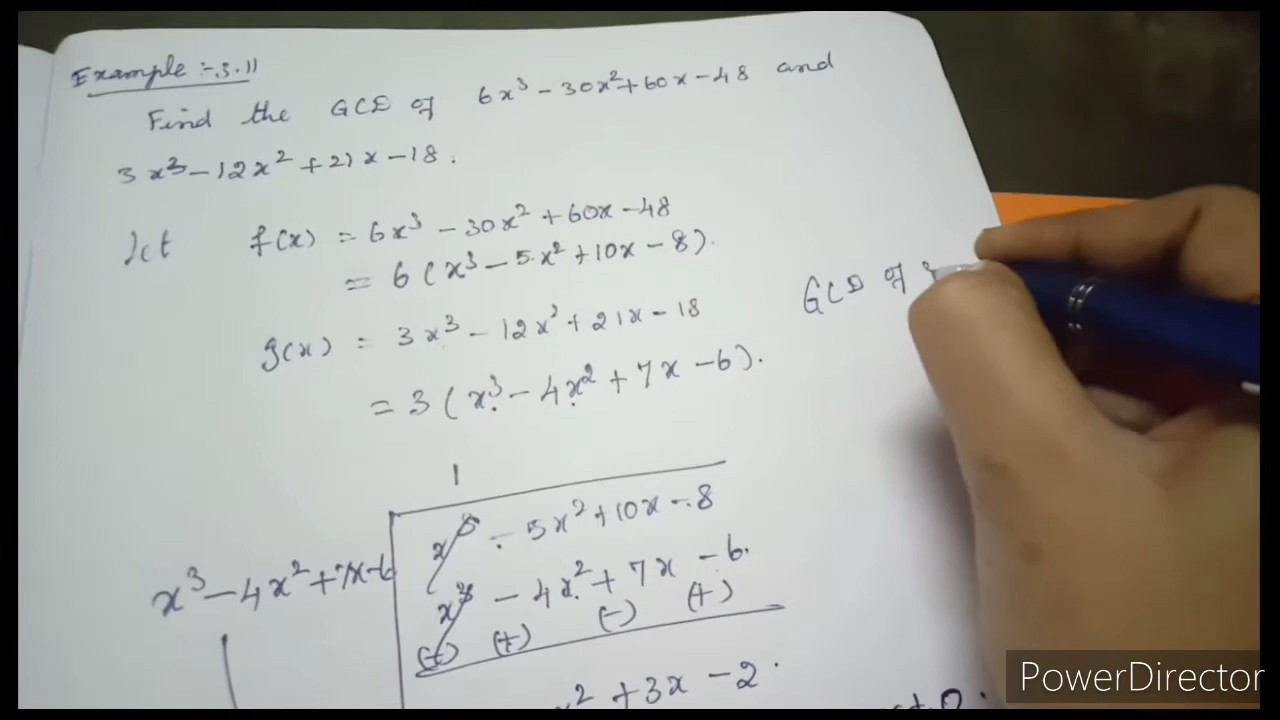 Example :- 3.11
Find the GCD of 6x³ - 30x² + 60x - 48 and
3x³ - 12x² + 21x - 18.
Let f(x) = 6x³ - 30x² + 60x - 48
= 6(x³ - 5x² + 10x - 8).
g(x) = 3x³ - 12x² + 21x - 18
= 3(x³ - 4x² + 7x - 6).
GCD of
1
x³ - 5x² + 10x - 8
x³ - 4x² + 7x - 6
x³ - 4x² + 7x - 6.
(-) (+) (-) (+)
x² + 3x - 2.
PowerDirector